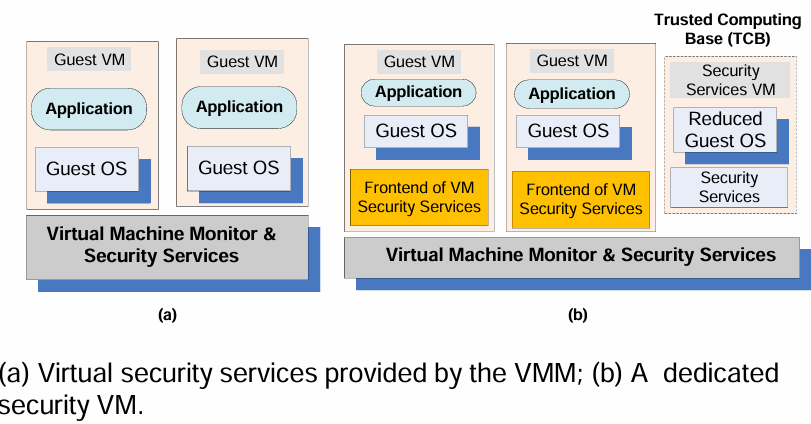 Guest VM
Application
Guest OS
Guest VM
Application
Guest OS
Virtual Machine Monitor &
Security Services
(a)
Guest VM
Application
Guest OS
Frontend of VM
Security Services
Guest VM
Application
Guest OS
Frontend of VM
Security Services
Trusted Computing
Base (TCB)
Security
Services VM
Reduced
Guest OS
Security
Services
Virtual Machine Monitor & Security Services
(b)
(a) Virtual security services provided by the VMM; (b) A dedicated
security VM.